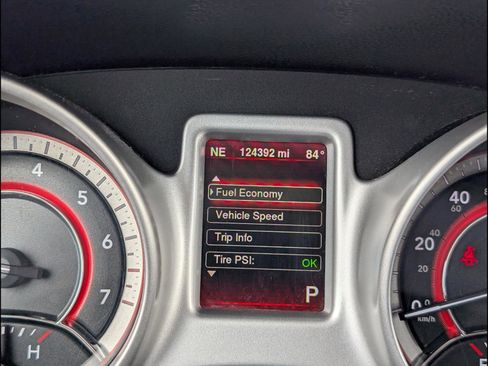 NE 124392 mi 84°
Fuel Economy
Vehicle Speed
Trip Info
Tire PSI: OK
P
4
5
6
7
H
40
60
20
20
0
0
km/h